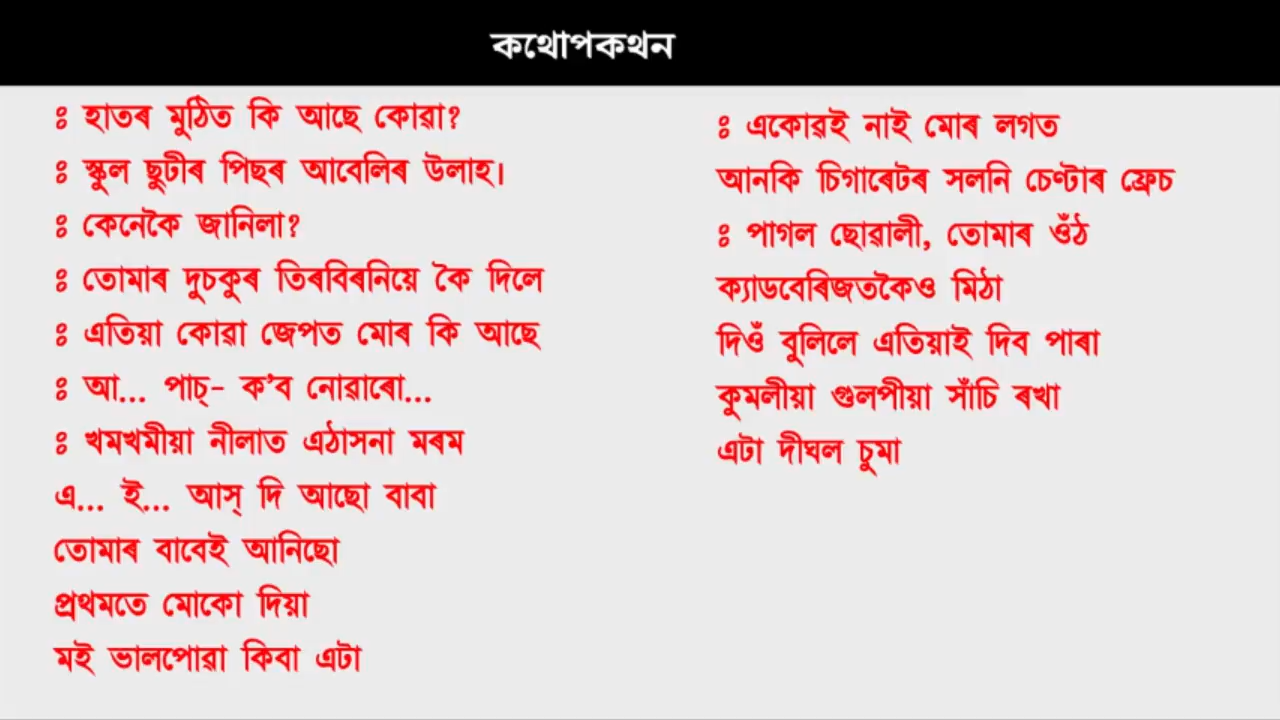 কথোপকথন
ঃ হাতৰ মুঠিত কি আছে কোৱা?
ঃ স্কুল ছুটীৰ পিছৰ আবেলিৰ উলাহ।
ঃ কেনেকৈ জানিলা?
ঃ তোমাৰ দুচকুৰ তিৰবিৰনিয়ে কৈ দিলে
ঃ এতিয়া কোৱা জেপত মোৰ কি আছে
ঃ আ... পাচ্- ক’ব নোৱাৰো...
ঃ খমখমীয়া নীলাত এঠাসনা মৰম
এ... ই... আস্ দি আছো বাবা
তোমাৰ বাবেই আনিছো
প্ৰথমতে মোকো দিয়া
মই ভালপোৱা কিবা এটা
ঃ একোৱই নাই মোৰ লগত
আনকি চিগাৰেটৰ সলনি চেণ্টাৰ ফ্ৰেচ
ঃ পাগল ছোৱালী, তোমাৰ ওঁঠ
ক্যাডবেৰিজতকৈও মিঠা
দিওঁ বুলিলে এতিয়াই দিব পাৰা
কুমলীয়া গুলপীয়া সাঁচি ৰখা
এটা দীঘল চুমা